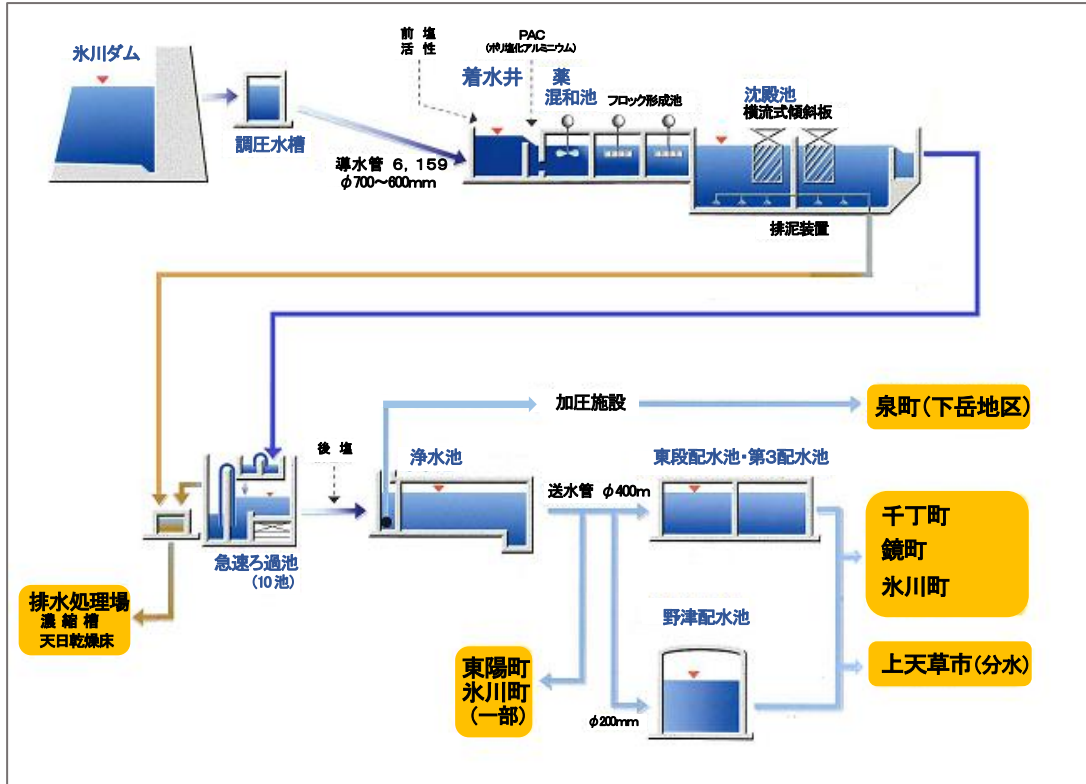 氷川ダム
調圧水槽
導水管 6,159
φ700~600mm
前 塩
活 性
PAC
(ポリ塩化アルミニウム)
着水井
薬
混和池
フロック形成池
沈殿池
横流式傾斜板
排泥装置
加圧施設
泉町(下岳地区)
後 塩
浄水池
送水管 φ400m
東段配水池・第3配水池
千丁町
鏡町
氷川町
急速ろ過池
(10池)
排水処理場
濃 縮 槽
天日乾燥床
野津配水池
上天草市(分水)
東陽町
氷川町
(一部)
φ200mm